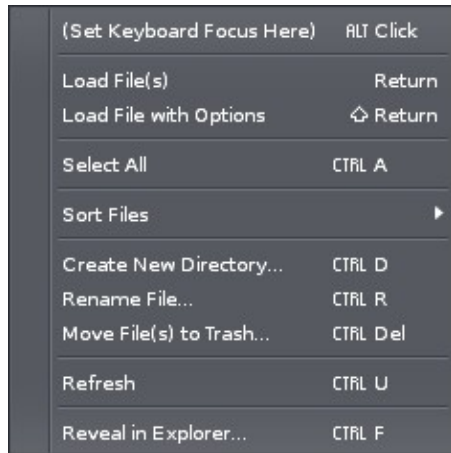 (Set Keyboard Focus Here) ALT Click
Load File(s) Return
Load File with Options ⇧ Return
Select All CTRL A
Sort Files
Create New Directory... CTRL D
Rename File... CTRL R
Move File(s) to Trash... CTRL Del
Refresh CTRL U
Reveal in Explorer... CTRL F